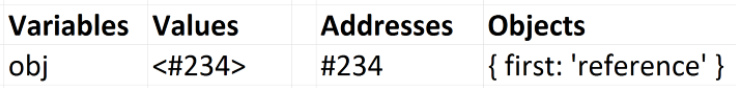 Variables Values Addresses Objects
obj <#234> #234 { first: 'reference' }